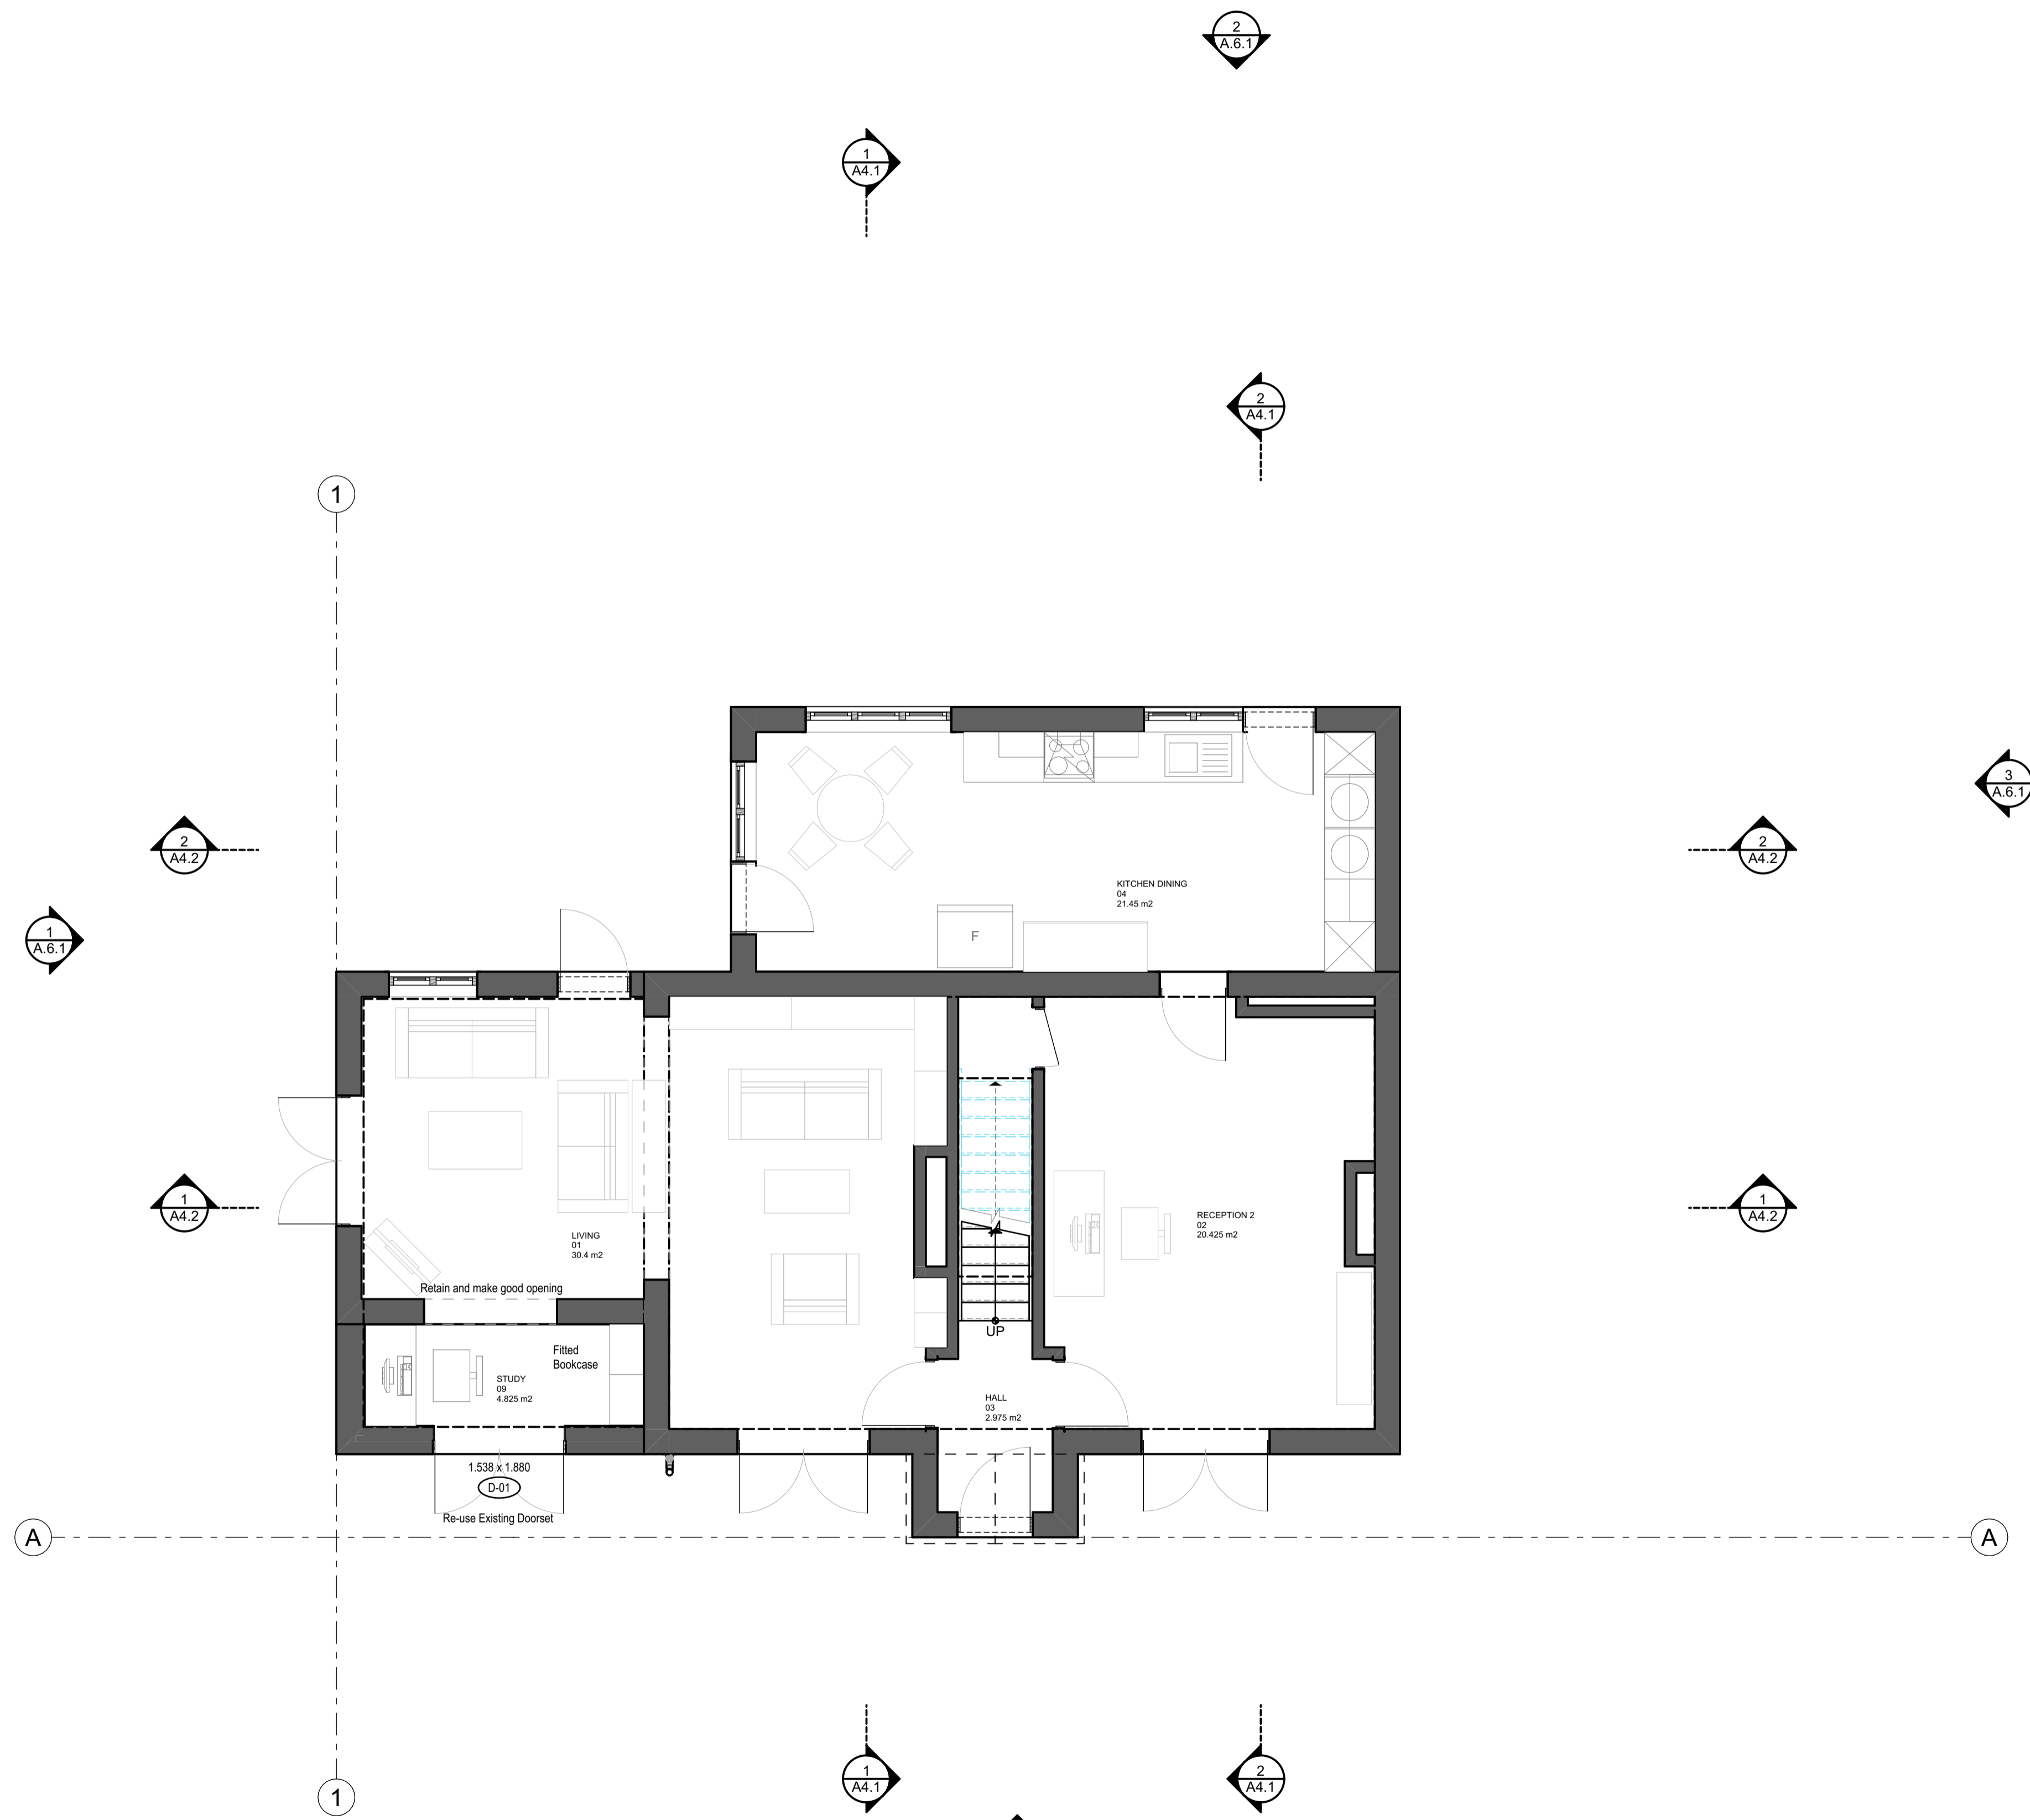 2
A.6.1
1
A4.1
2
A4.1
1
3
A.6.1
2
A4.2
2
A4.2
KITCHEN DINING
04
21.45 m2
F
1
A.6.1
1
A4.2
1
A4.2
RECEPTION 2
02
20.425 m2
LIVING
01
30.4 m2
Retain and make good opening
UP
Fitted
Bookcase
STUDY
09
4.825 m2
HALL
03
2.975 m2
1.538 x 1.880
D-01
Re-use Existing Doorset
A
A
1
A4.1
2
A4.1
1